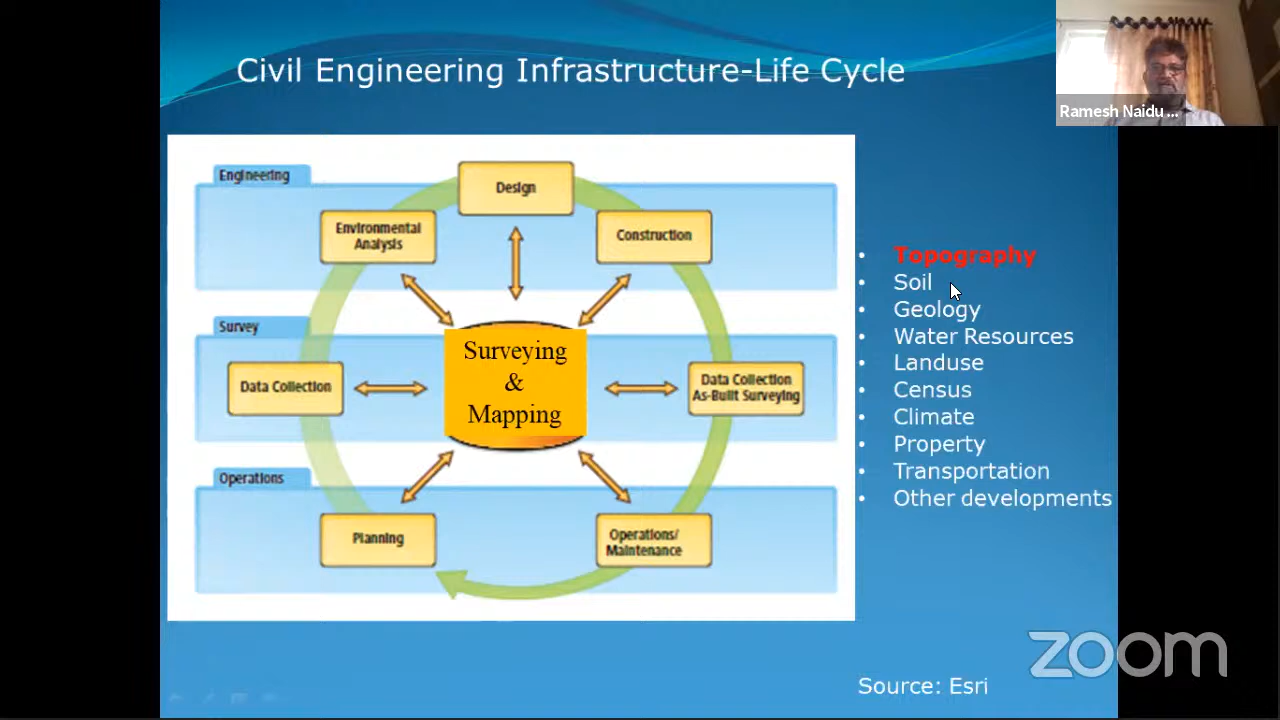 Civil Engineering Infrastructure-Life Cycle
Ramesh Naidu ...
Engineering
Design
Environmental
Analysis
Construction
Survey
Data Collection
Surveying
&
Mapping
Data Collection
As-Built Surveying
Operations
Planning
Operations/
Maintenance
• Topography
• Soil
• Geology
• Water Resources
• Landuse
• Census
• Climate
• Property
• Transportation
• Other developments
zoom
Source: Esri